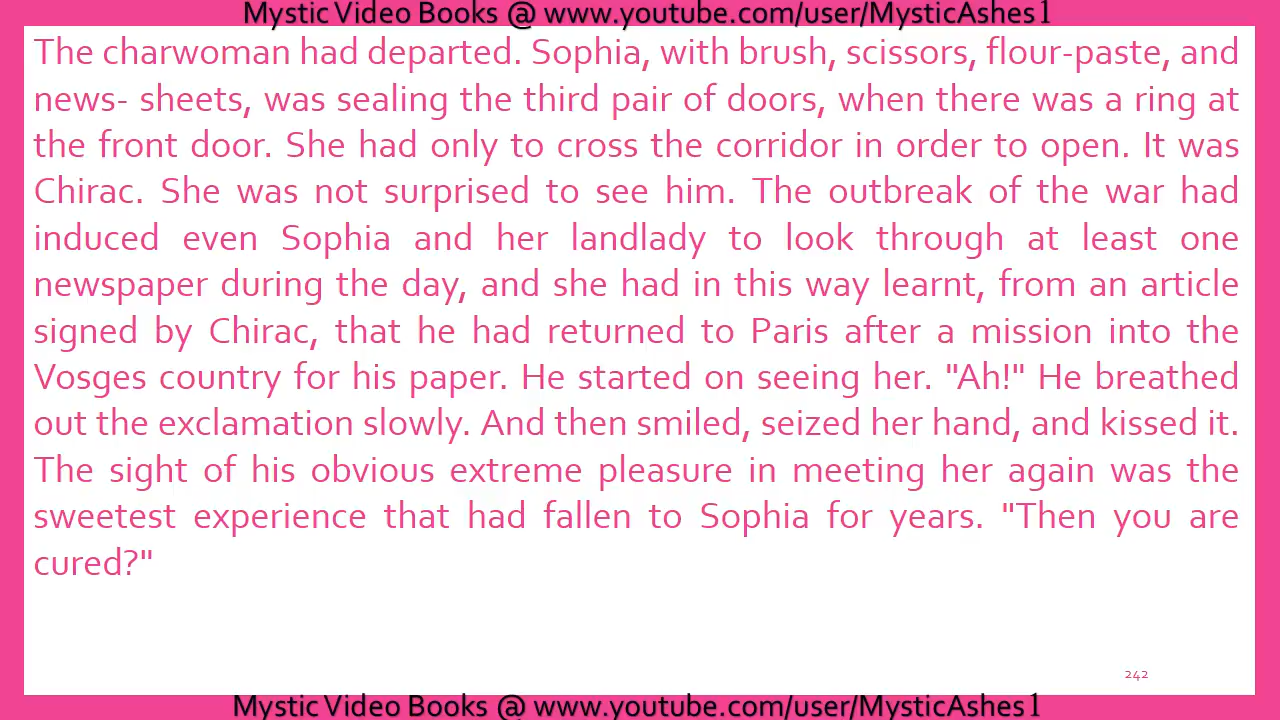 Mystic Video Books @ www.youtube.com/user/MysticAshes1
The charwoman had departed. Sophia, with brush, scissors, flour-paste, and
news- sheets, was sealing the third pair of doors, when there was a ring at
the front door. She had only to cross the corridor in order to open. It was
Chirac. She was not surprised to see him. The outbreak of the war had
induced even Sophia and her landlady to look through at least one
newspaper during the day, and she had in this way learnt, from an article
signed by Chirac, that he had returned to Paris after a mission into the
Vosges country for his paper. He started on seeing her. "Ah!" He breathed
out the exclamation slowly. And then smiled, seized her hand, and kissed it.
The sight of his obvious extreme pleasure in meeting her again was the
sweetest experience that had fallen to Sophia for years. "Then you are
cured?"
242
Mystic Video Books @ www.youtube.com/user/MysticAshes1